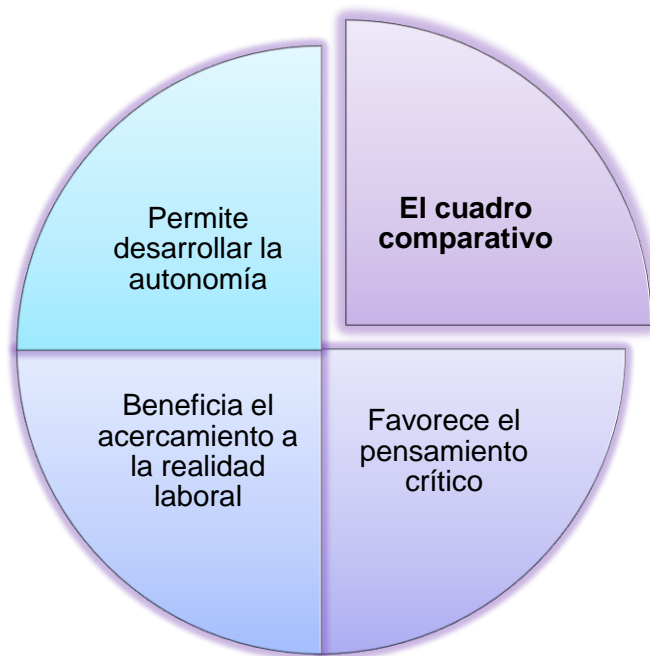 El cuadro
comparativo
Permite
desarrollar la
autonomía
Beneficia el
acercamiento a
la realidad
laboral
Favorece el
pensamiento
crítico